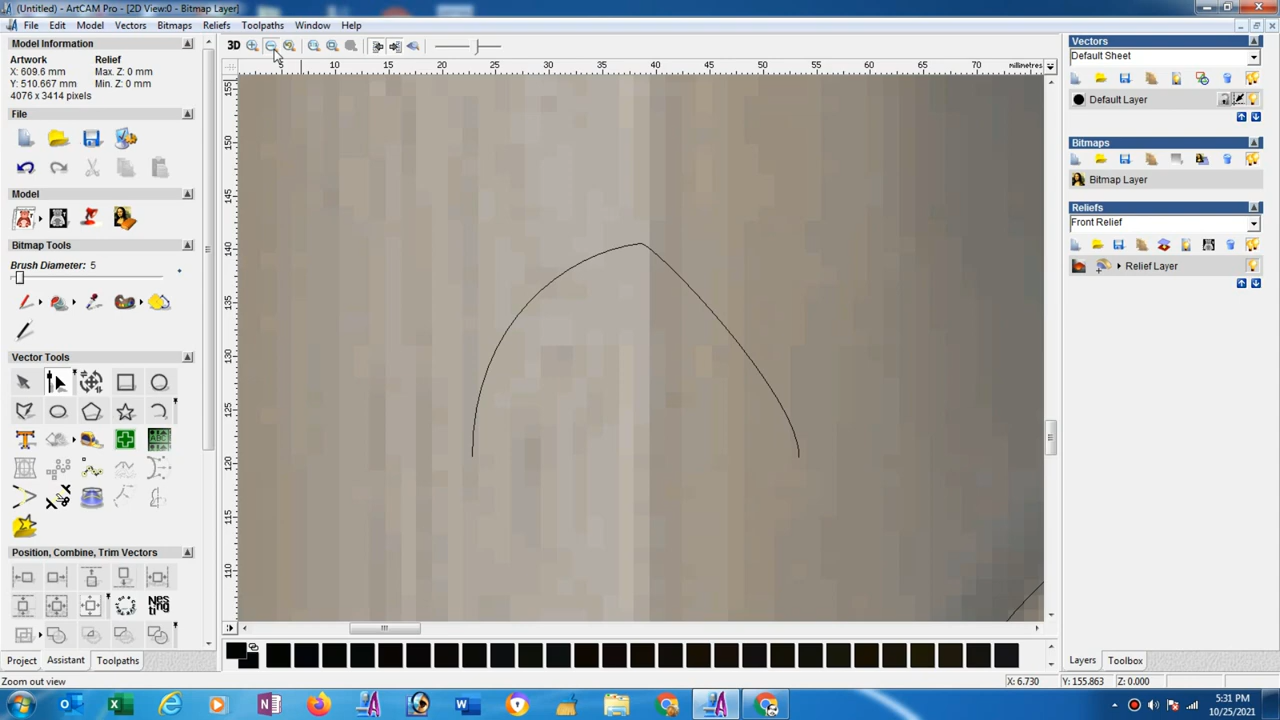 (Untitled) - ArtCAM Pro - [2D View:0 - Bitmap Layer]
File Edit Model Vectors Bitmaps Reliefs Toolpaths Window Help
Model Information
Artwork Relief
X: 609.6 mm Max. Z: 0 mm
Y: 510.667 mm Min. Z: 0 mm
4076 x 3414 pixels
File
Model
Bitmap Tools
Brush Diameter: 5
Vector Tools
Position, Combine, Trim Vectors
Project Assistant Toolpaths
Zoom out view
3D
5 10 15 20 25 30 35 40 45 50 55 60 65 70 millimetres
155
150
145
140
135
130
125
120
115
110
Vectors
Default Sheet
Default Layer
Bitmaps
Bitmap Layer
Reliefs
Front Relief
Relief Layer
Layers Toolbox
X: 6.730 Y: 155.863 Z: 0.000
5:31 PM
10/25/2021